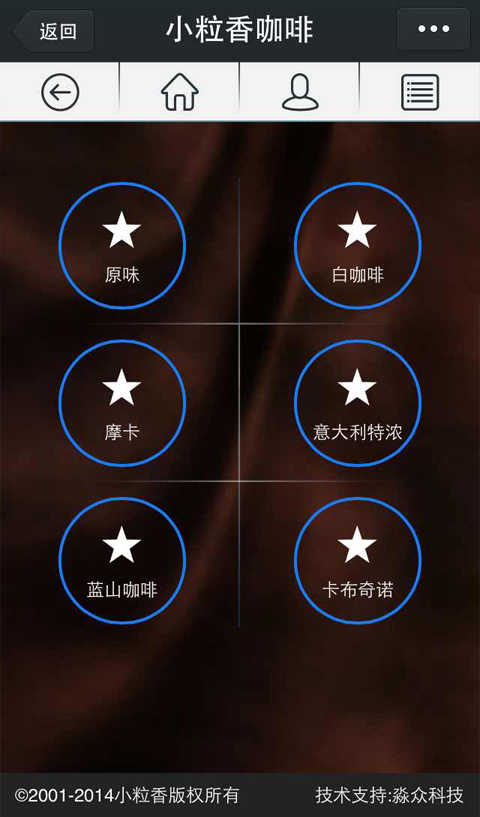 返回
小粒香咖啡
原味
白咖啡
摩卡
意大利特浓
蓝山咖啡
卡布奇诺
©2001-2014小粒香版权所有
技术支持:淼众科技